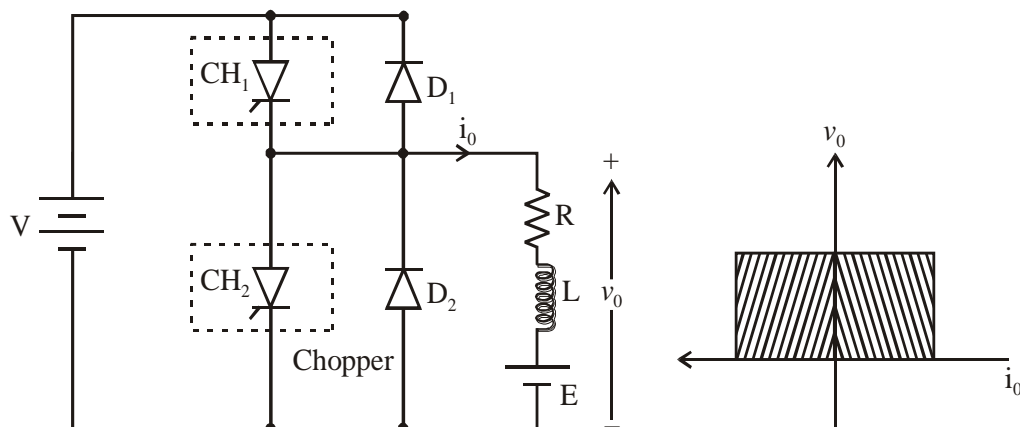 CH₁
D₁
i₀
v₀
+
V
R
CH₂
D₂
L
v₀
Chopper
E
i₀
−